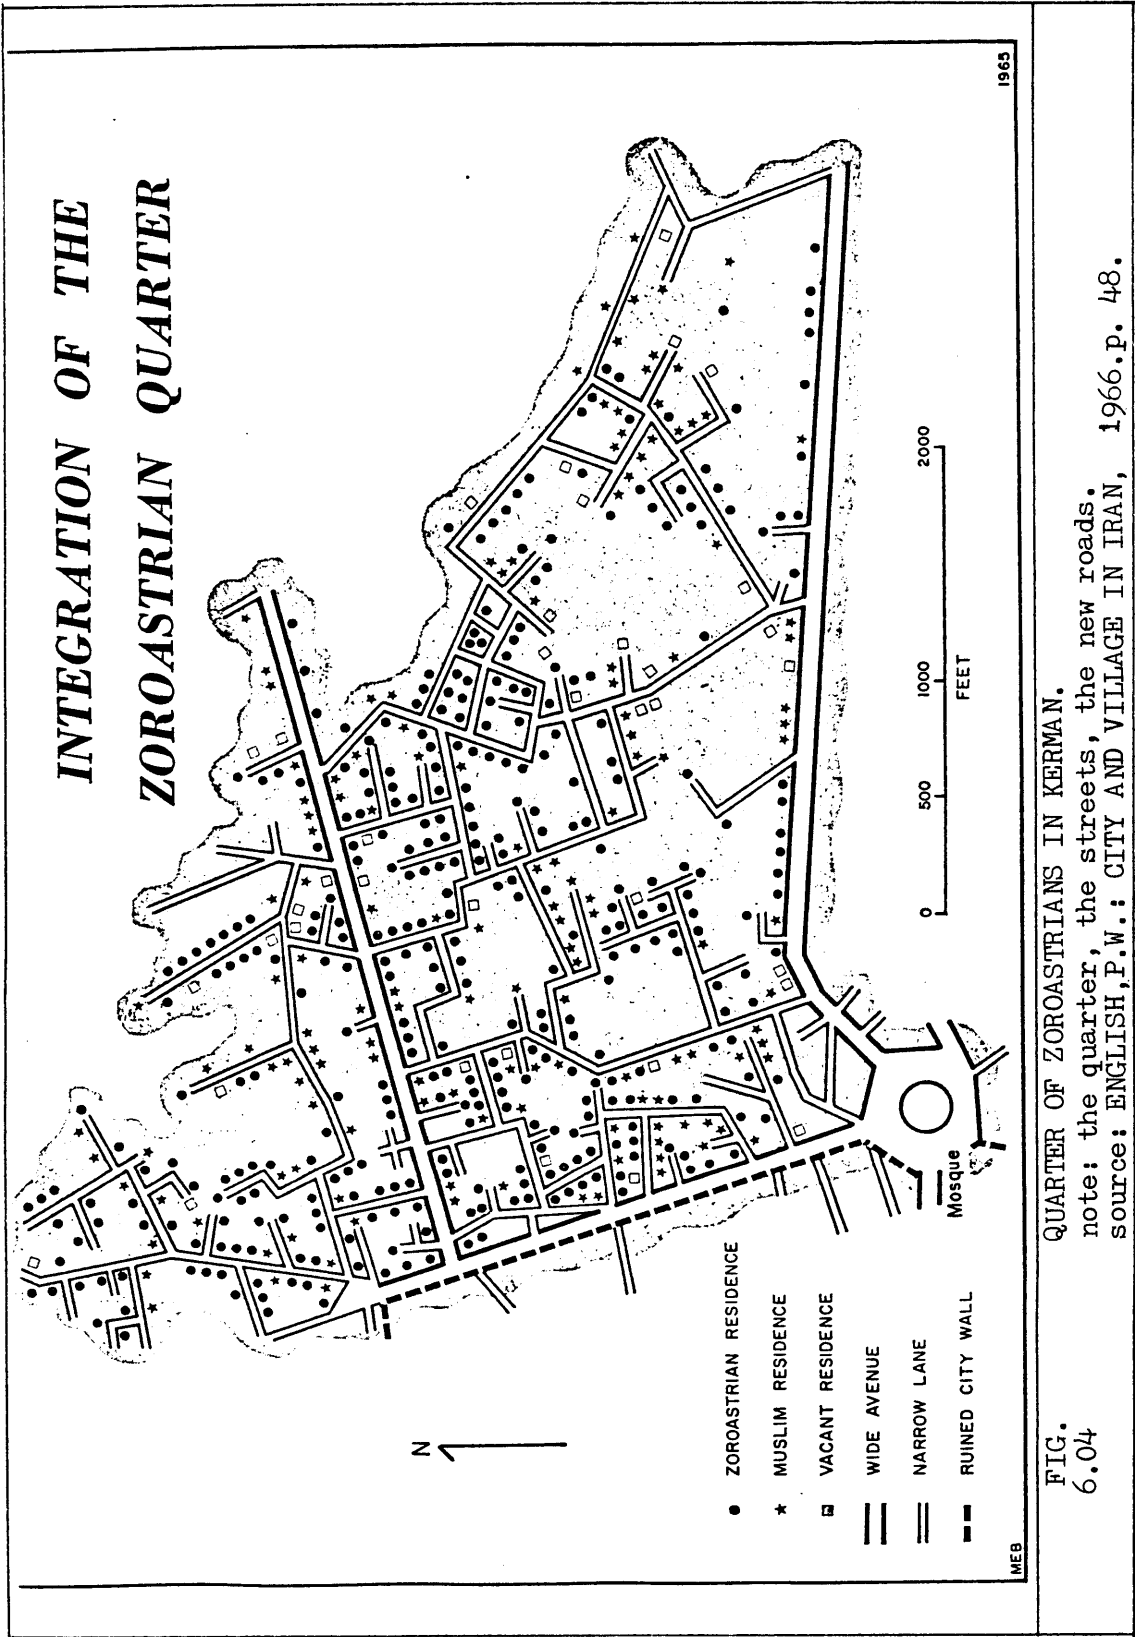 INTEGRATION OF THE
ZOROASTRIAN QUARTER
N
ZOROASTRIAN RESIDENCE
MUSLIM RESIDENCE
VACANT RESIDENCE
WIDE AVENUE
NARROW LANE
RUINED CITY WALL
Mosque
0 500 1000 2000
FEET
MEB
1965
FIG.
6.04
QUARTER OF ZOROASTRIANS IN KERMAN.
note: the quarter, the streets, the new roads.
source: ENGLISH,P.W.: CITY AND VILLAGE IN IRAN, 1966.p. 48.